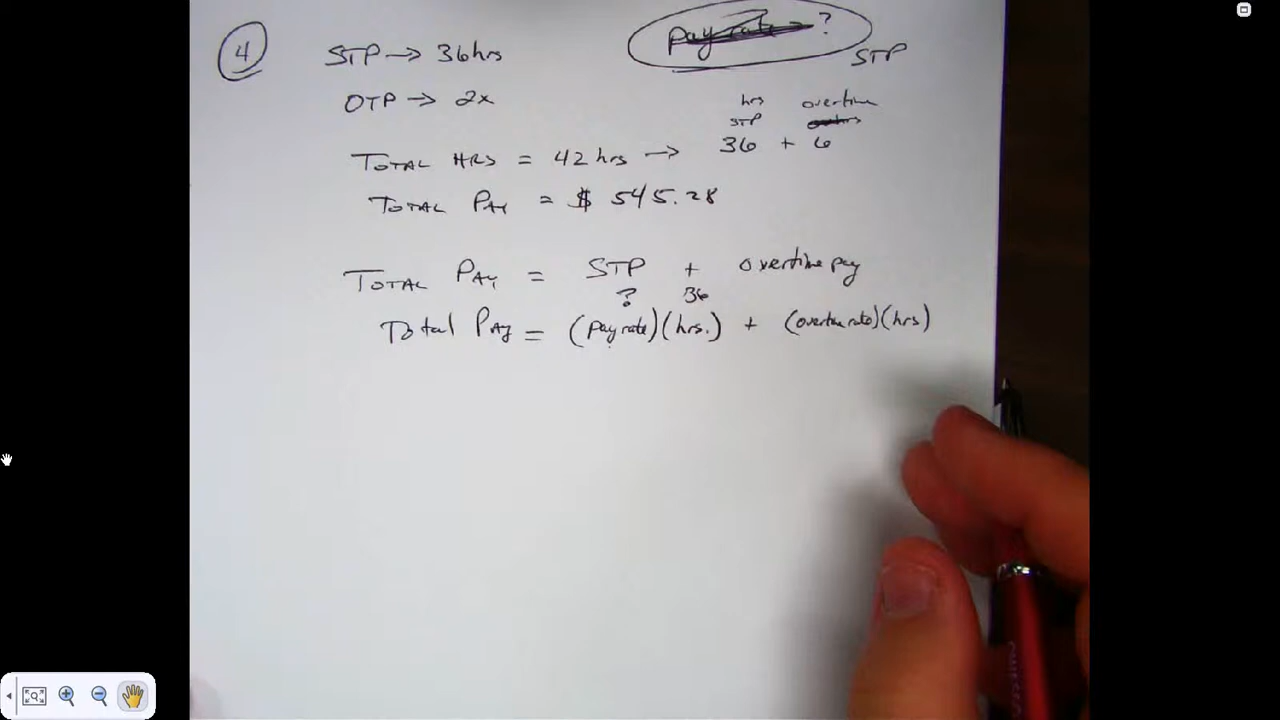 4 STP → 36hrs pay rate ?
STP
OTP → 2x
hrs overtime
STP hrs
TOTAL HRS = 42 hrs → 36 + 6
TOTAL PAY = $ 545.28
TOTAL PAY = STP + overtime pay
? 36
Total PAY = (pay rate)(hrs.) + (overtime rate)(hrs)